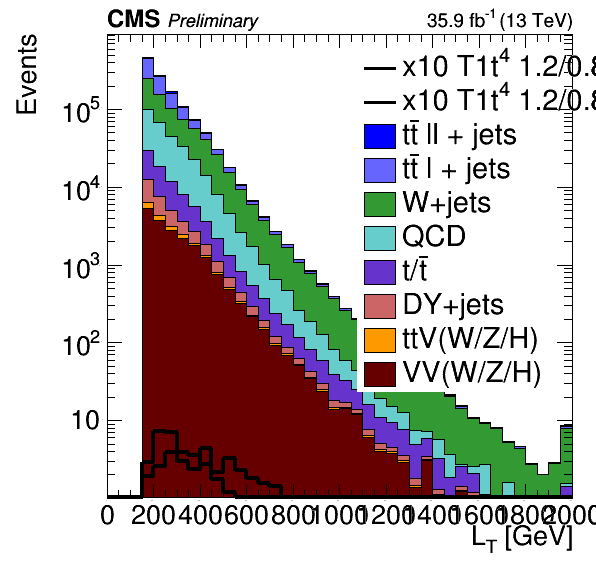 CMS Preliminary 35.9 fb⁻¹ (13 TeV)
Events
x10 T1t⁴ 1.2/0.8
x10 T1t⁴ 1.2/0.8
tt̄ ll + jets
tt̄ l + jets
W+jets
QCD
t/t̄
DY+jets
ttV(W/Z/H)
VV(W/Z/H)
10⁵
10⁴
10³
10²
10
0 200 400 600 800 1000 1200 1400 1600 1800 2000
L_T [GeV]